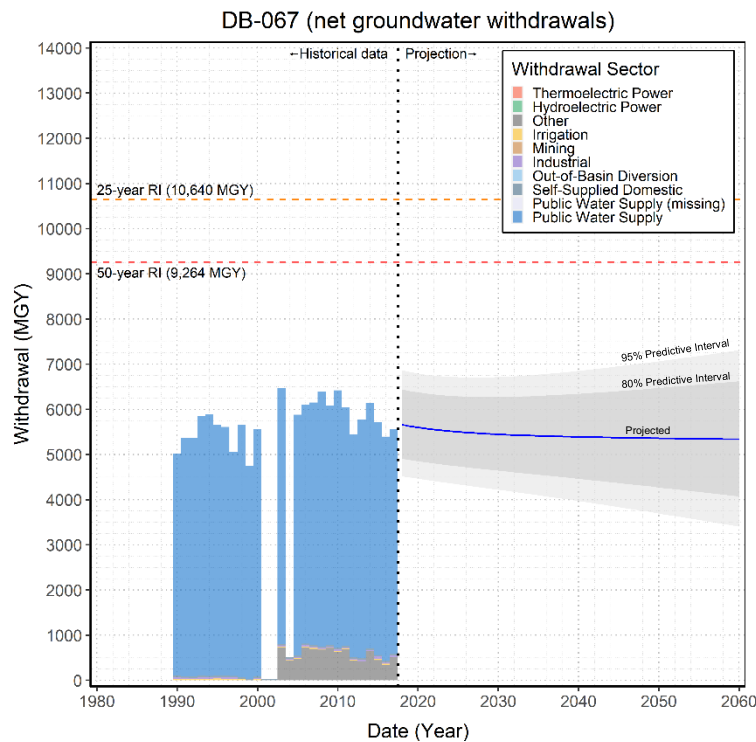 DB-067 (net groundwater withdrawals)
←Historical data
Projection→
Withdrawal Sector
Thermoelectric Power
Hydroelectric Power
Other
Irrigation
Mining
Industrial
Out-of-Basin Diversion
Self-Supplied Domestic
Public Water Supply (missing)
Public Water Supply
14000
13000
12000
11000
10000
9000
8000
7000
6000
5000
4000
3000
2000
1000
0
Withdrawal (MGY)
25-year RI (10,640 MGY)
50-year RI (9,264 MGY)
95% Predictive Interval
80% Predictive Interval
Projected
1980
1990
2000
2010
2020
2030
2040
2050
2060
Date (Year)